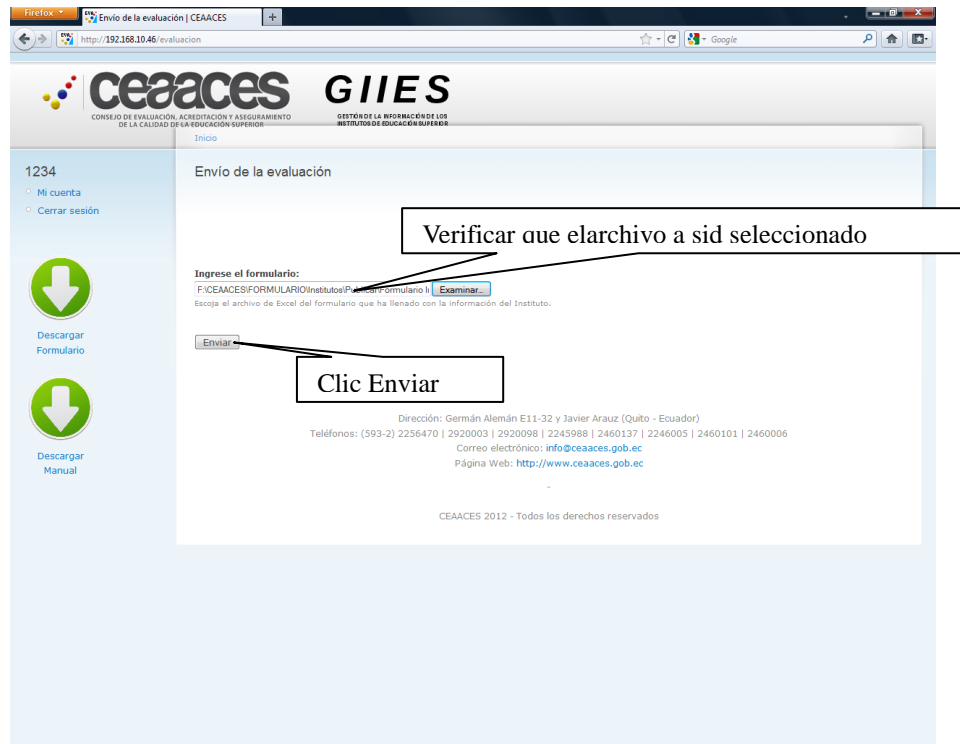 Firefox
Envío de la evaluación | CEAACES
http://192.168.10.46/evaluacion
Google
ceaaces
CONSEJO DE EVALUACIÓN, ACREDITACIÓN Y ASEGURAMIENTO
DE LA CALIDAD DE LA EDUCACIÓN SUPERIOR
GIIES
GESTIÓN DE LA INFORMACIÓN DE LOS
INSTITUTOS DE EDUCACIÓN SUPERIOR
Inicio
1234
Mi cuenta
Cerrar sesión
Descargar
Formulario
Descargar
Manual
Envío de la evaluación
Verificar que elarchivo a sid seleccionado
Ingrese el formulario:
F:\CEAACES\FORMULARIO\Institutos\Publicar\Formulario I
Examinar...
Escoja el archivo de Excel del formulario que ha llenado con la información del Instituto.
Enviar
Clic Enviar
Dirección: Germán Alemán E11-32 y Javier Arauz (Quito - Ecuador)
Teléfonos: (593-2) 2256470 | 2920003 | 2920098 | 2245988 | 2460137 | 2246005 | 2460101 | 2460006
Correo electrónico: info@ceaaces.gob.ec
Página Web: http://www.ceaaces.gob.ec
-
CEAACES 2012 - Todos los derechos reservados